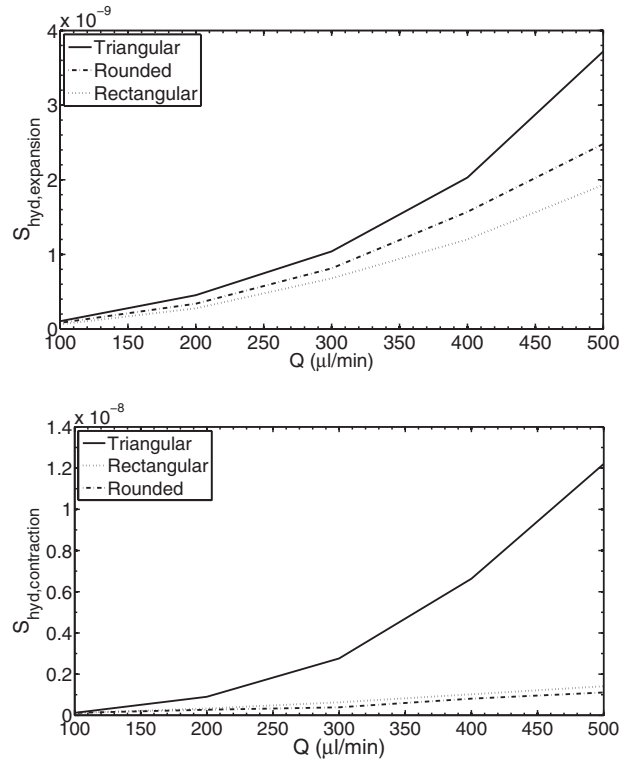 4 x 10⁻⁹
Triangular
Rounded
Rectangular
3
2
1
0
S_hyd,expansion
100 150 200 250 300 350 400 450 500
Q (μl/min)
1.4 x 10⁻⁸
Triangular
Rectangular
Rounded
1.2
1
0.8
0.6
0.4
0.2
0
S_hyd,contraction
100 150 200 250 300 350 400 450 500
Q (μl/min)